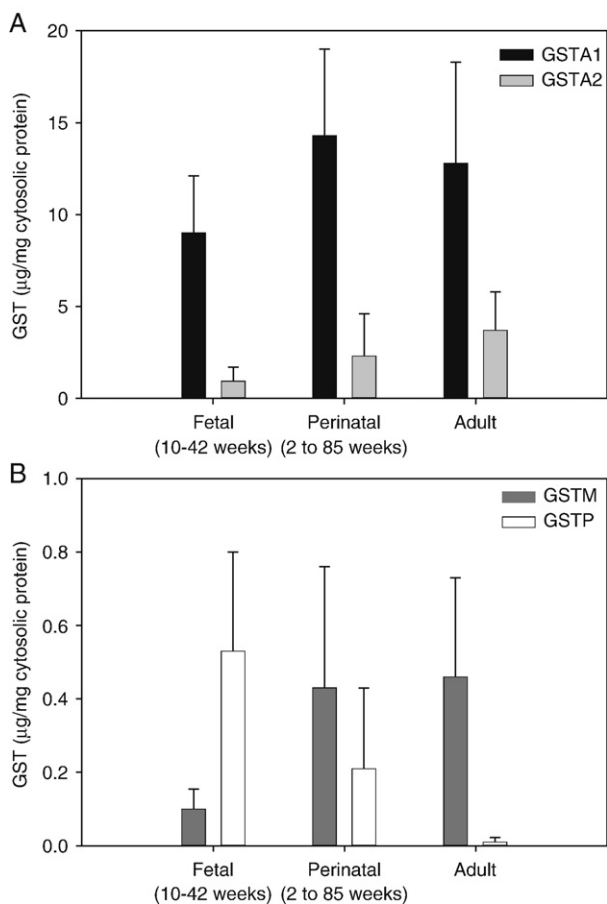 A
20
15
10
5
0
GST (µg/mg cytosolic protein)
GSTA1
GSTA2
Fetal
(10-42 weeks)
Perinatal
(2 to 85 weeks)
Adult
B
1.0
0.8
0.6
0.4
0.2
0.0
GST (µg/mg cytosolic protein)
GSTM
GSTP
Fetal
(10-42 weeks)
Perinatal
(2 to 85 weeks)
Adult